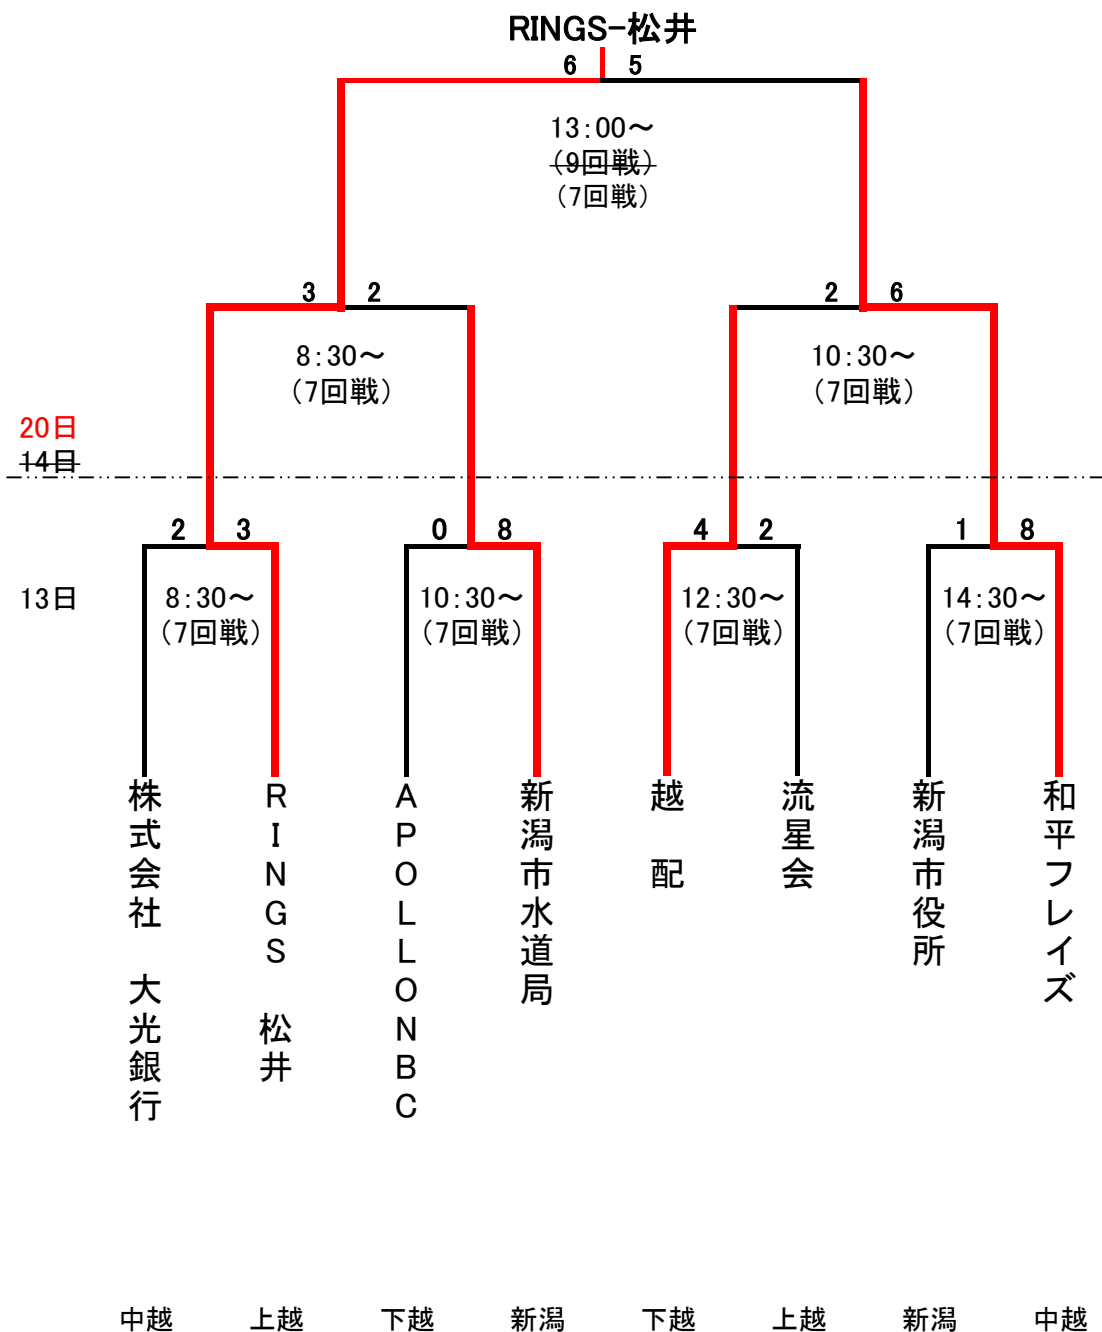 RINGS-松井
6 5
13:00～
(9回戦)
(7回戦)
3 2 2 6
8:30～ 10:30～
(7回戦) (7回戦)
20日
14日
2 3 0 8 4 2 1 8
13日 8:30～ 10:30～ 12:30～ 14:30～
(7回戦) (7回戦) (7回戦) (7回戦)
株式会社 大光銀行
RINGS 松井
APOLLONBC
新潟市水道局
越 配
流星会
新潟市役所
和平フレイズ
中越 上越 下越 新潟 下越 上越 新潟 中越